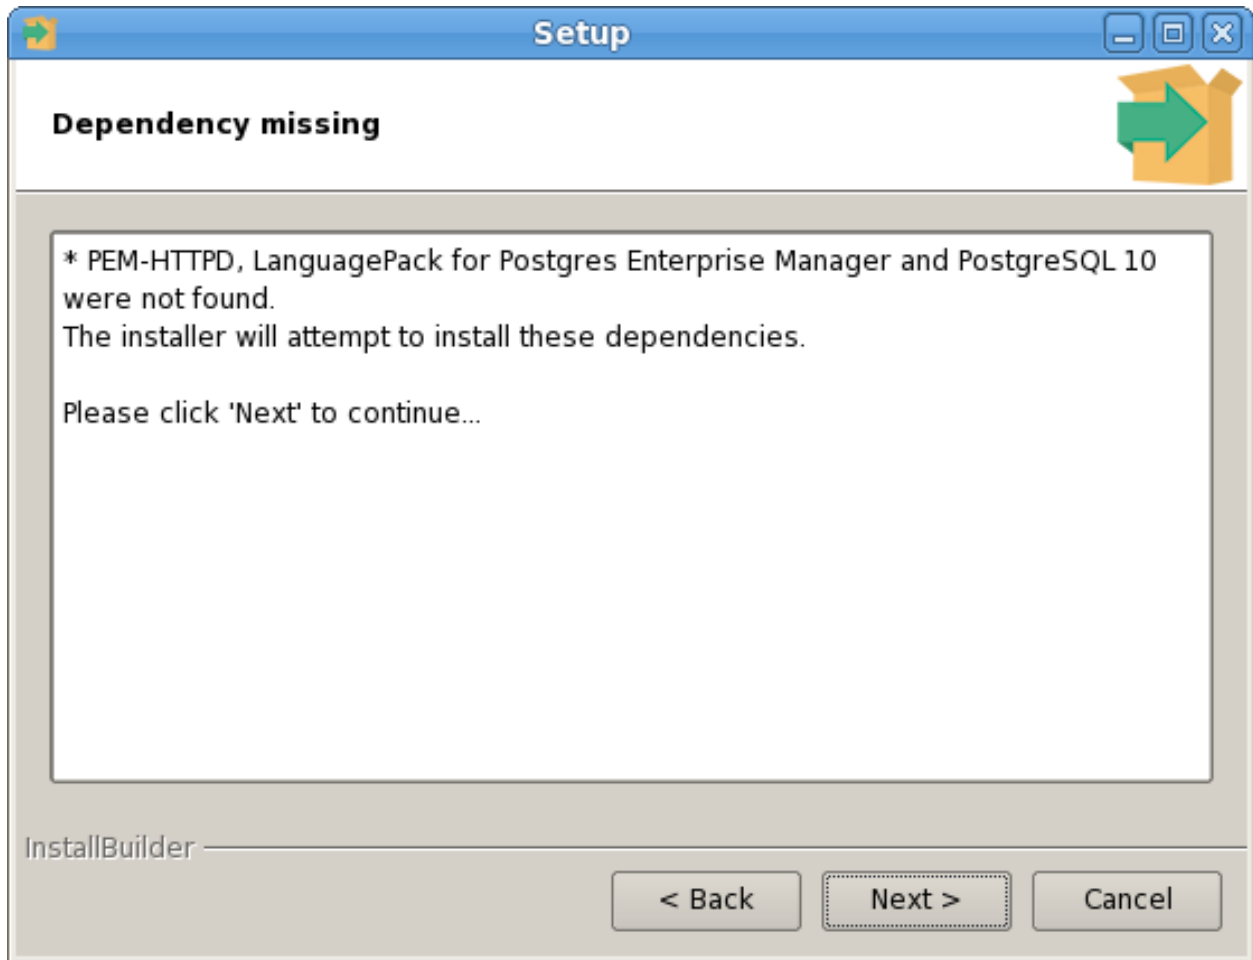 Setup
Dependency missing
* PEM-HTTPD, LanguagePack for Postgres Enterprise Manager and PostgreSQL 10
were not found.
The installer will attempt to install these dependencies.
Please click 'Next' to continue...
InstallBuilder
< Back
Next >
Cancel